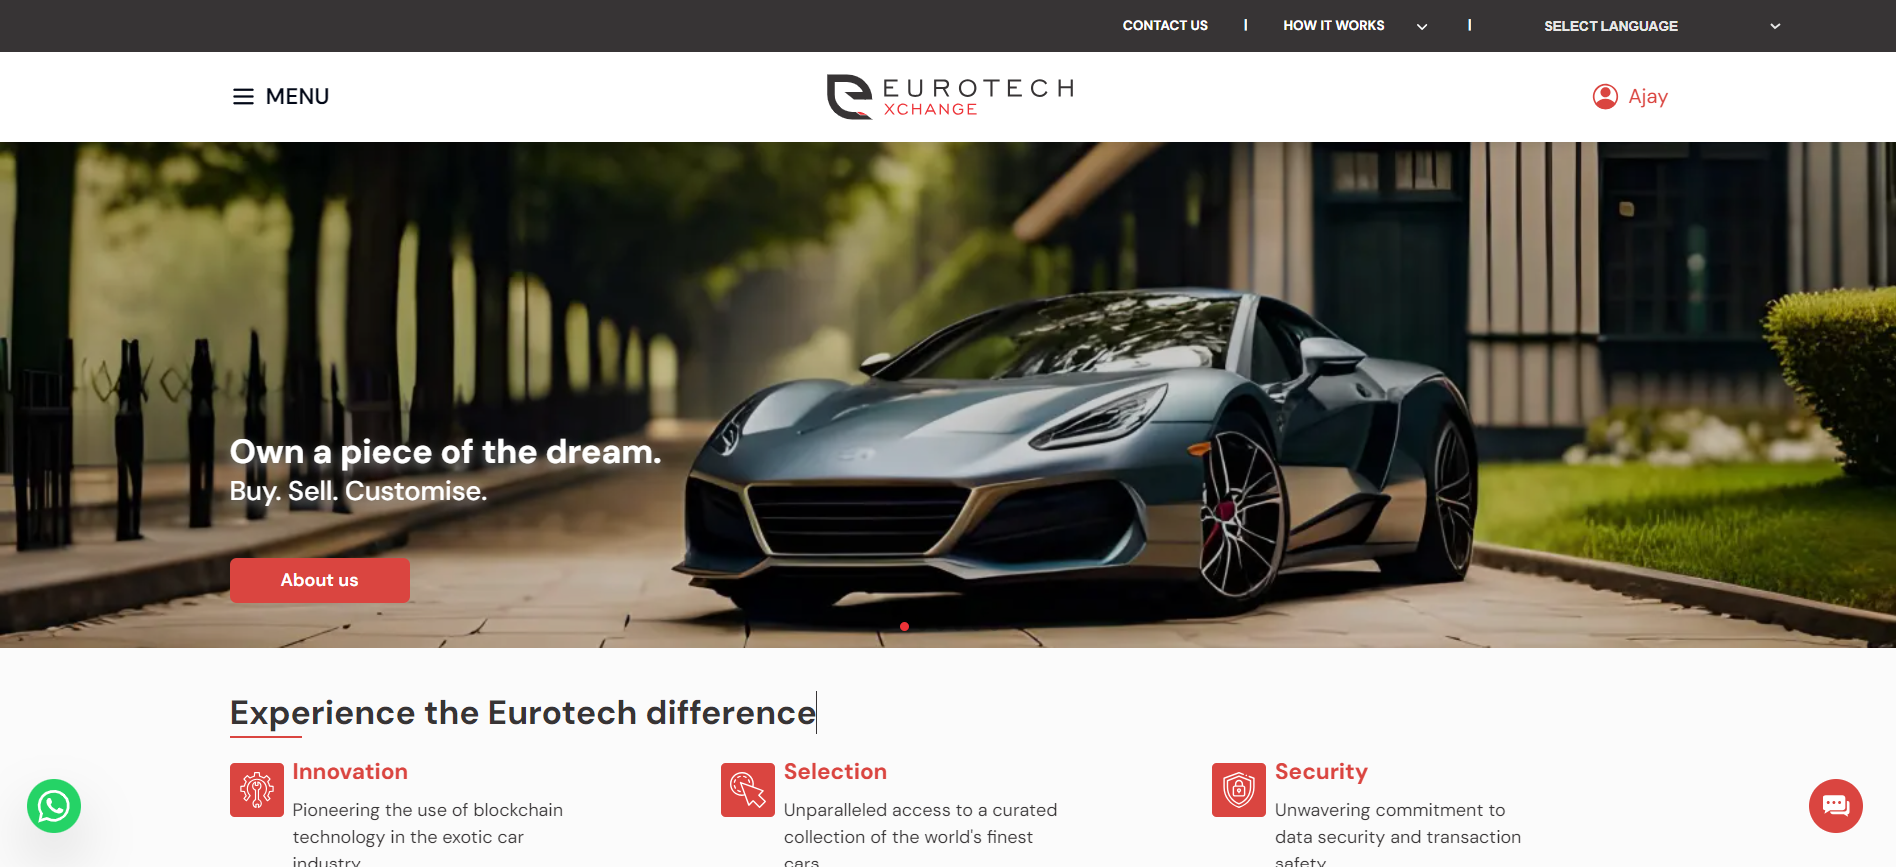 CONTACT US | HOW IT WORKS | SELECT LANGUAGE
MENU
EUROTECH
XCHANGE
Ajay
Own a piece of the dream.
Buy. Sell. Customise.
About us
Experience the Eurotech difference
Innovation
Pioneering the use of blockchain
technology in the exotic car
industry.
Selection
Unparalleled access to a curated
collection of the world's finest
cars.
Security
Unwavering commitment to
data security and transaction
safety.